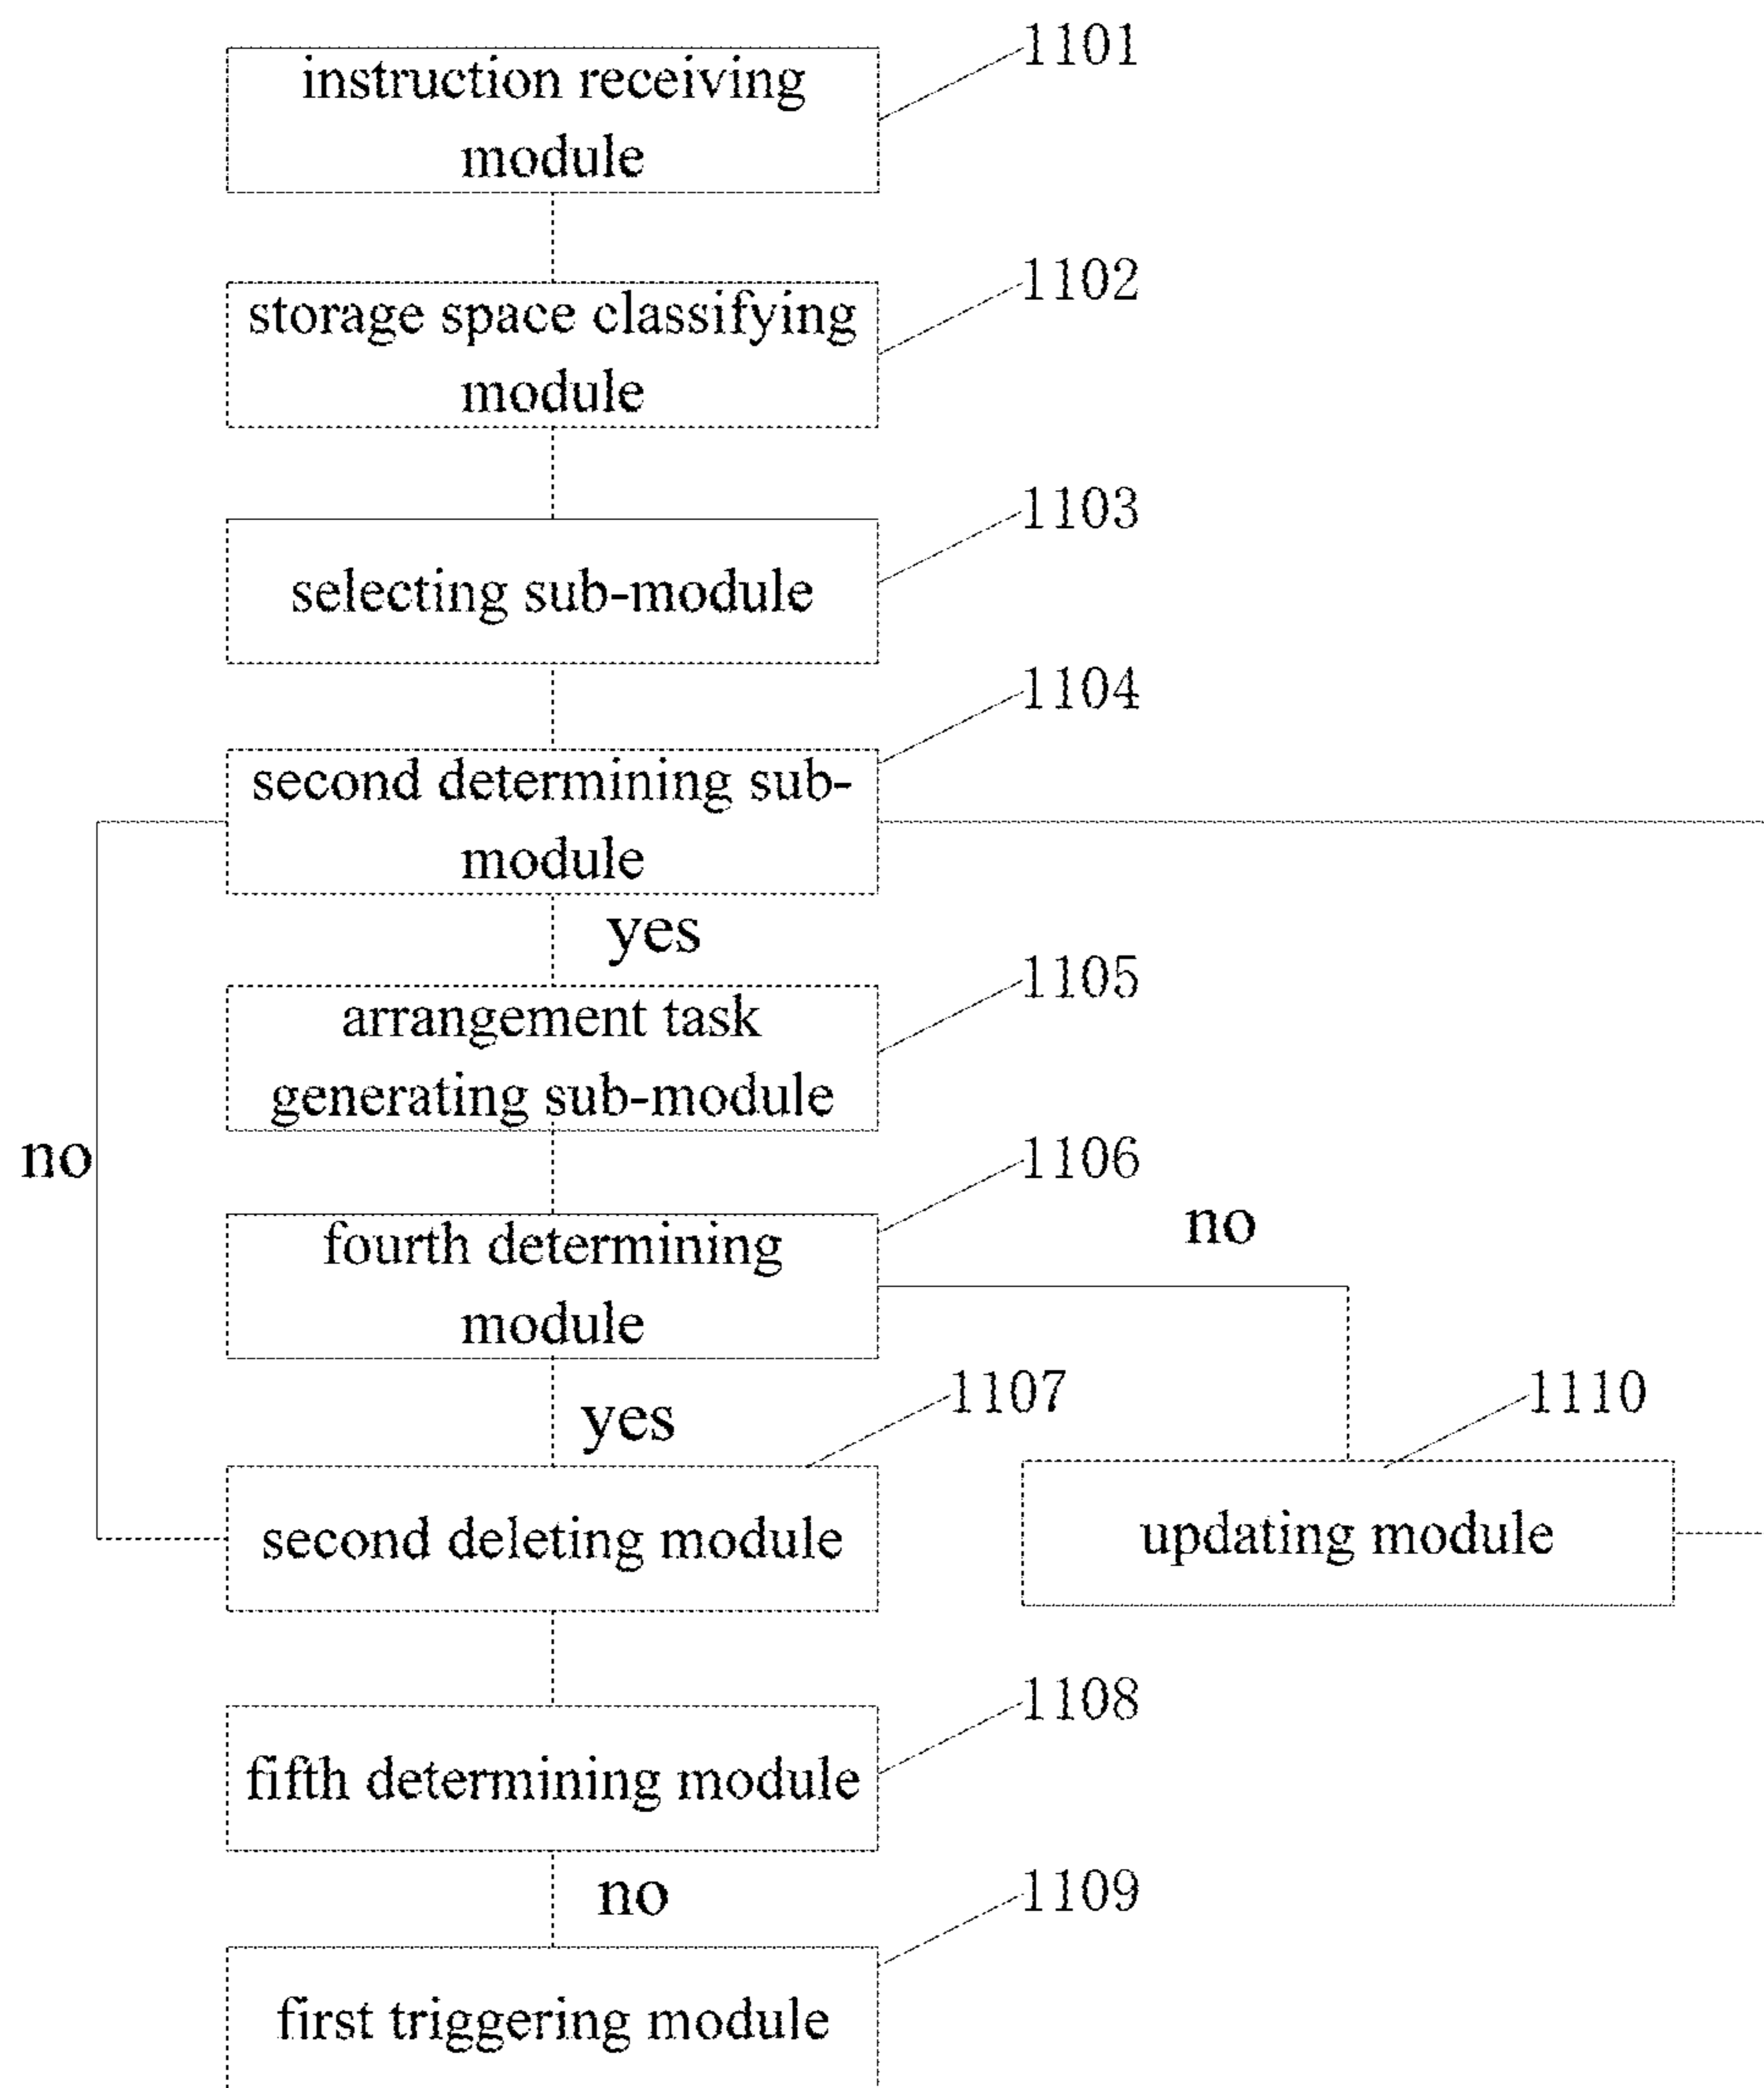 1101
instruction receiving
module
1102
storage space classifying
module
1103
selecting sub-module
1104
second determining sub-
module
yes
1105
arrangement task
generating sub-module
no
1106
fourth determining
module
no
yes
1107
1110
second deleting module
updating module
1108
fifth determining module
no
1109
first triggering module